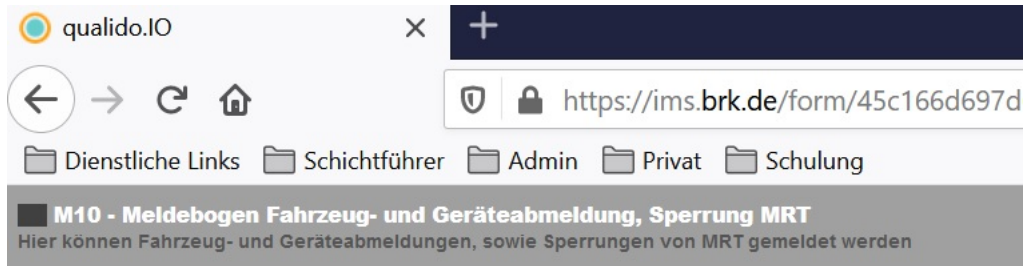 qualido.IO
https://ims.brk.de/form/45c166d697d
Dienstliche Links Schichtführer Admin Privat Schulung
M10 - Meldebogen Fahrzeug- und Geräteabmeldung, Sperrung MRT
Hier können Fahrzeug- und Geräteabmeldungen, sowie Sperrungen von MRT gemeldet werden